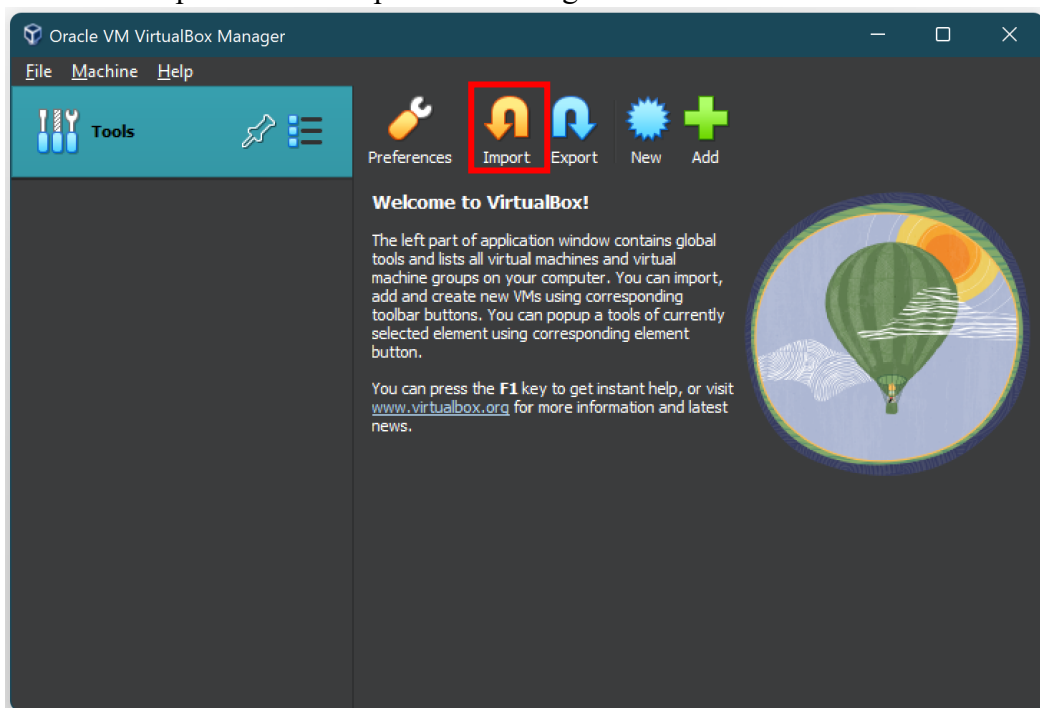 Oracle VM VirtualBox Manager
File Machine Help
Tools
Preferences Import Export New Add
Welcome to VirtualBox!
The left part of application window contains global
tools and lists all virtual machines and virtual
machine groups on your computer. You can import,
add and create new VMs using corresponding
toolbar buttons. You can popup a tools of currently
selected element using corresponding element
button.
You can press the F1 key to get instant help, or visit
www.virtualbox.org for more information and latest
news.